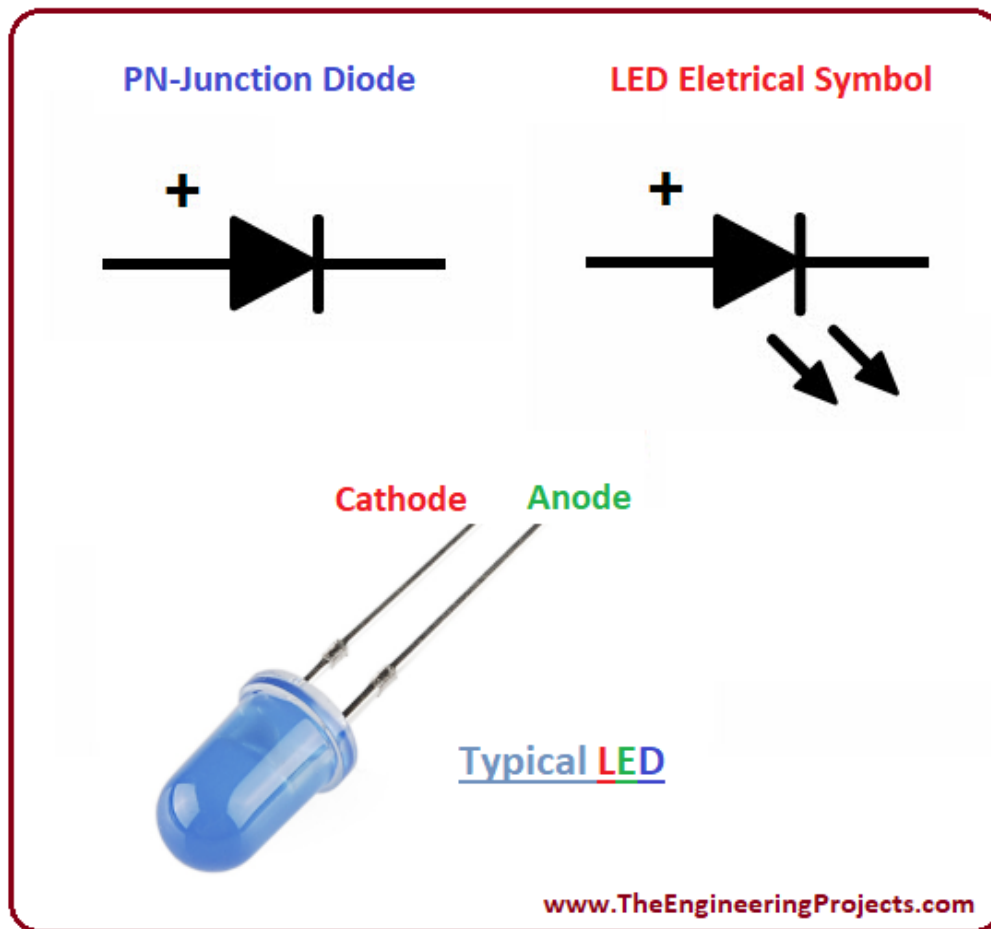 PN-Junction Diode
LED Eletrical Symbol
+
+
Cathode
Anode
Typical LED
www.TheEngineeringProjects.com